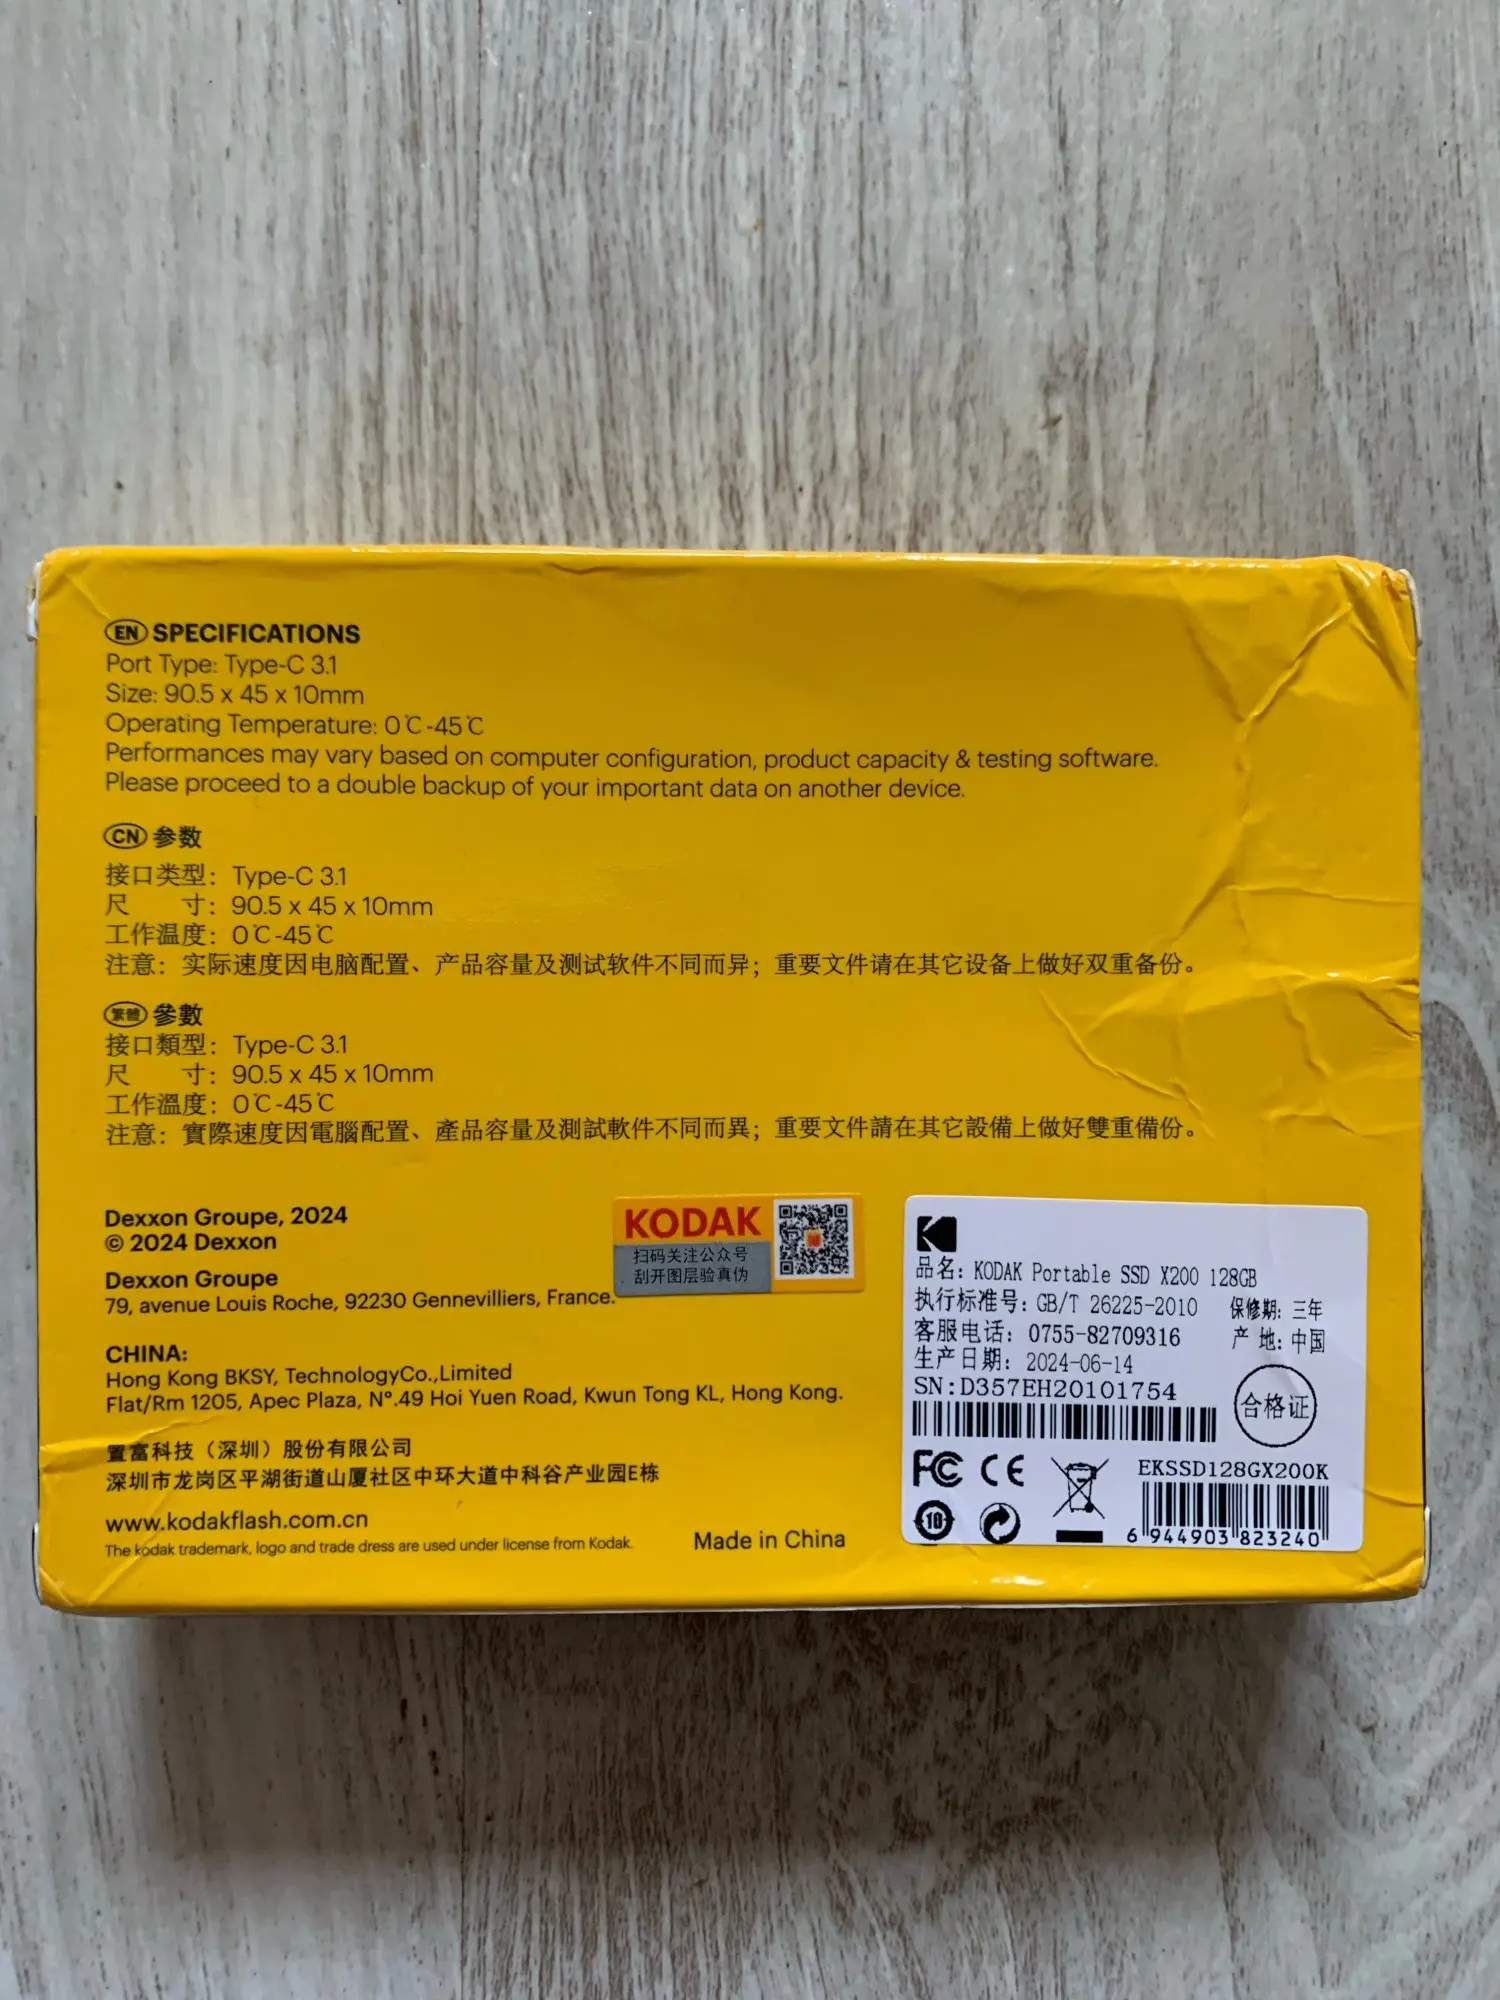 EN SPECIFICATIONS
Port Type: Type-C 3.1
Size: 90.5 x 45 x 10mm
Operating Temperature: 0℃-45℃
Performances may vary based on computer configuration, product capacity & testing software.
Please proceed to a double backup of your important data on another device.
CN 参数
接口类型：Type-C 3.1
尺　　寸：90.5 x 45 x 10mm
工作温度：0℃-45℃
注意：实际速度因电脑配置、产品容量及测试软件不同而异；重要文件请在其它设备上做好双重备份。
繁體 參數
接口類型：Type-C 3.1
尺　　寸：90.5 x 45 x 10mm
工作溫度：0℃-45℃
注意：實際速度因電腦配置、產品容量及測試軟件不同而異；重要文件請在其它設備上做好雙重備份。
Dexxon Groupe, 2024
© 2024 Dexxon
Dexxon Groupe
79, avenue Louis Roche, 92230 Gennevilliers, France.
CHINA:
Hong Kong BKSY, TechnologyCo.,Limited
Flat/Rm 1205, Apec Plaza, N°.49 Hoi Yuen Road, Kwun Tong KL, Hong Kong.
置富科技（深圳）股份有限公司
深圳市龙岗区平湖街道山厦社区中环大道中科谷产业园E栋
www.kodakflash.com.cn
The kodak trademark, logo and trade dress are used under license from Kodak.
Made in China
KODAK
扫码关注公众号
刮开图层验真伪
品名: KODAK Portable SSD X200 128GB
执行标准号: GB/T 26225-2010 保修期: 三年
客服电话: 0755-82709316 产 地: 中国
生产日期: 2024-06-14
SN:D357EH20101754
合格证
FC CE
EKSSD128GX200K
10
6 944903 823240